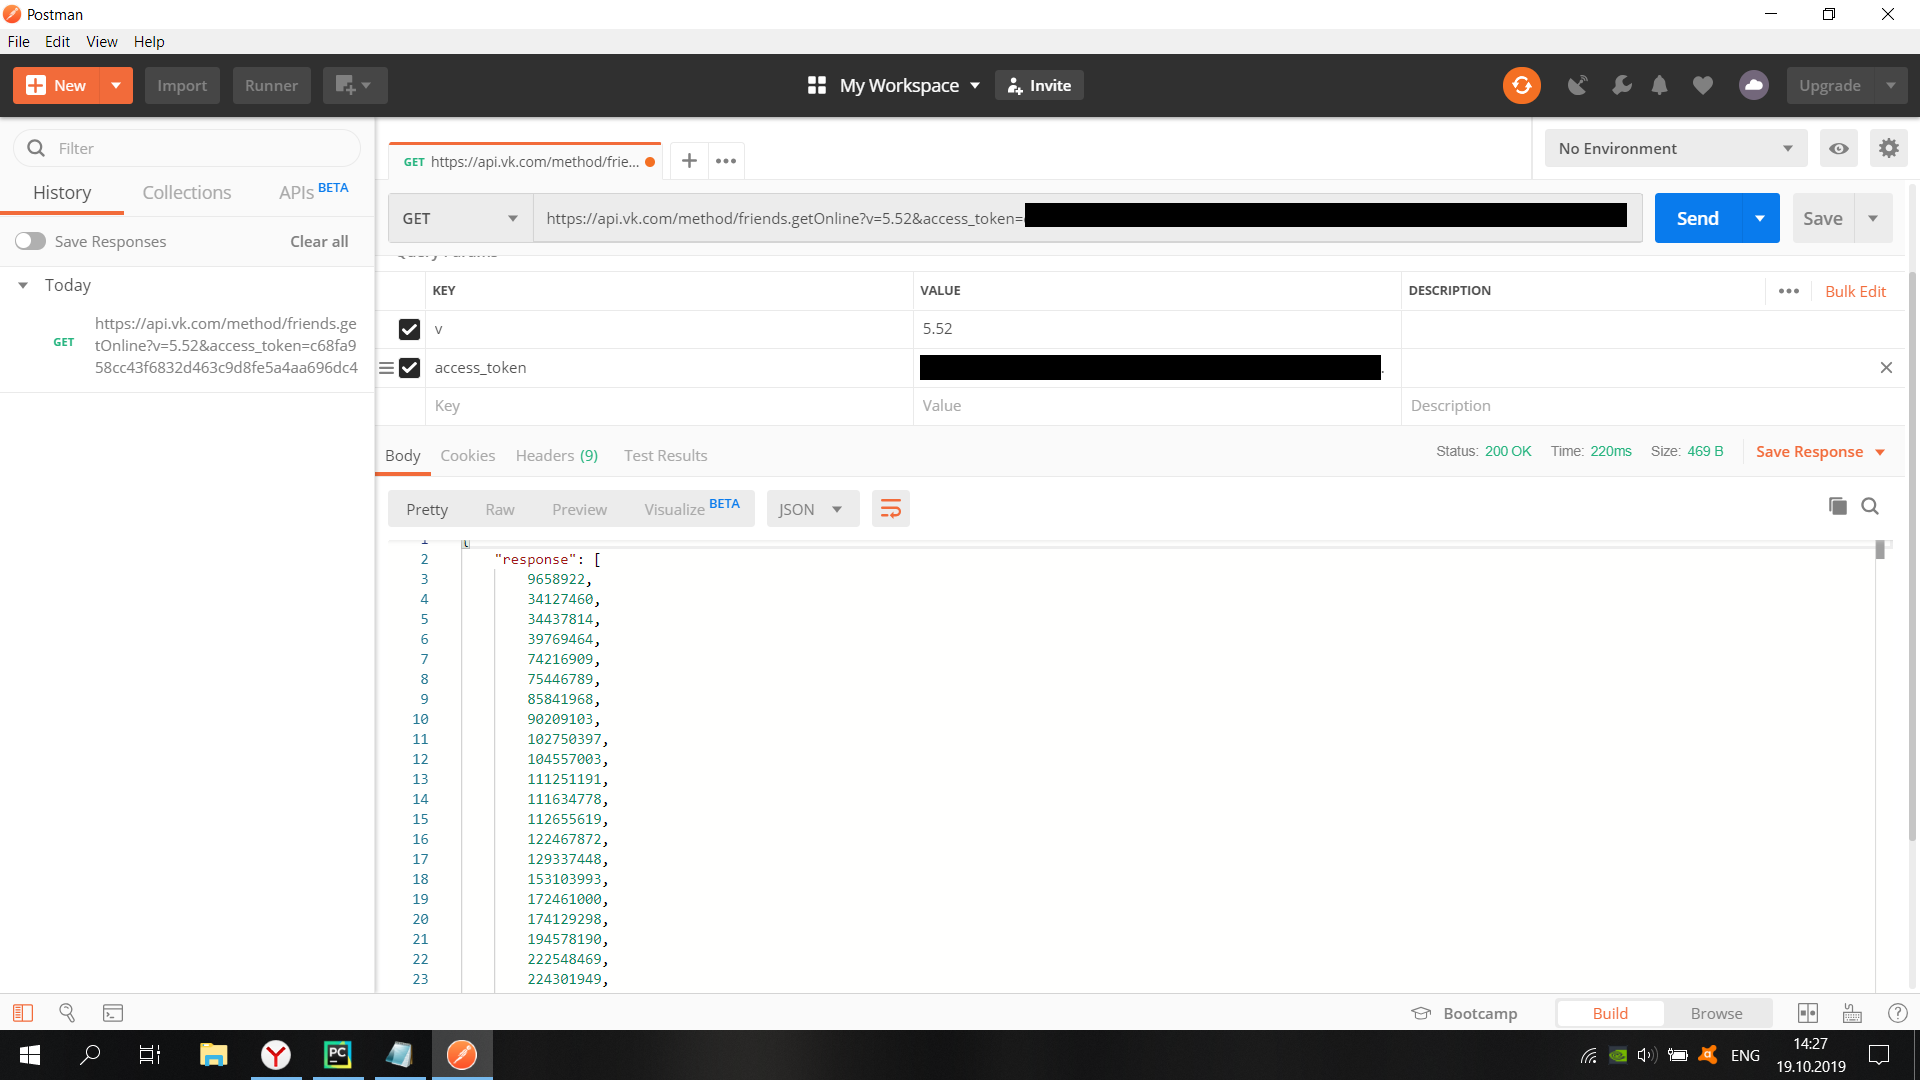 Postman
File Edit View Help
New Import Runner My Workspace Invite Upgrade
Filter
History Collections APIs BETA
Save Responses Clear all
Today
GET https://api.vk.com/method/friends.ge
tOnline?v=5.52&access_token=c68fa9
58cc43f6832d463c9d8fe5a4aa696dc4
GET https://api.vk.com/method/frie...
No Environment
GET https://api.vk.com/method/friends.getOnline?v=5.52&access_token=
Send Save
Query Params
KEY VALUE DESCRIPTION Bulk Edit
v 5.52
access_token
Key Value Description
Body Cookies Headers (9) Test Results
Status: 200 OK Time: 220ms Size: 469 B Save Response
Pretty Raw Preview Visualize BETA JSON
1 {
2 "response": [
3 9658922,
4 34127460,
5 34437814,
6 39769464,
7 74216909,
8 75446789,
9 85841968,
10 90209103,
11 102750397,
12 104557003,
13 111251191,
14 111634778,
15 112655619,
16 122467872,
17 129337448,
18 153103993,
19 172461000,
20 174129298,
21 194578190,
22 222548469,
23 224301949,
Bootcamp Build Browse
PC
ENG
14:27
19.10.2019